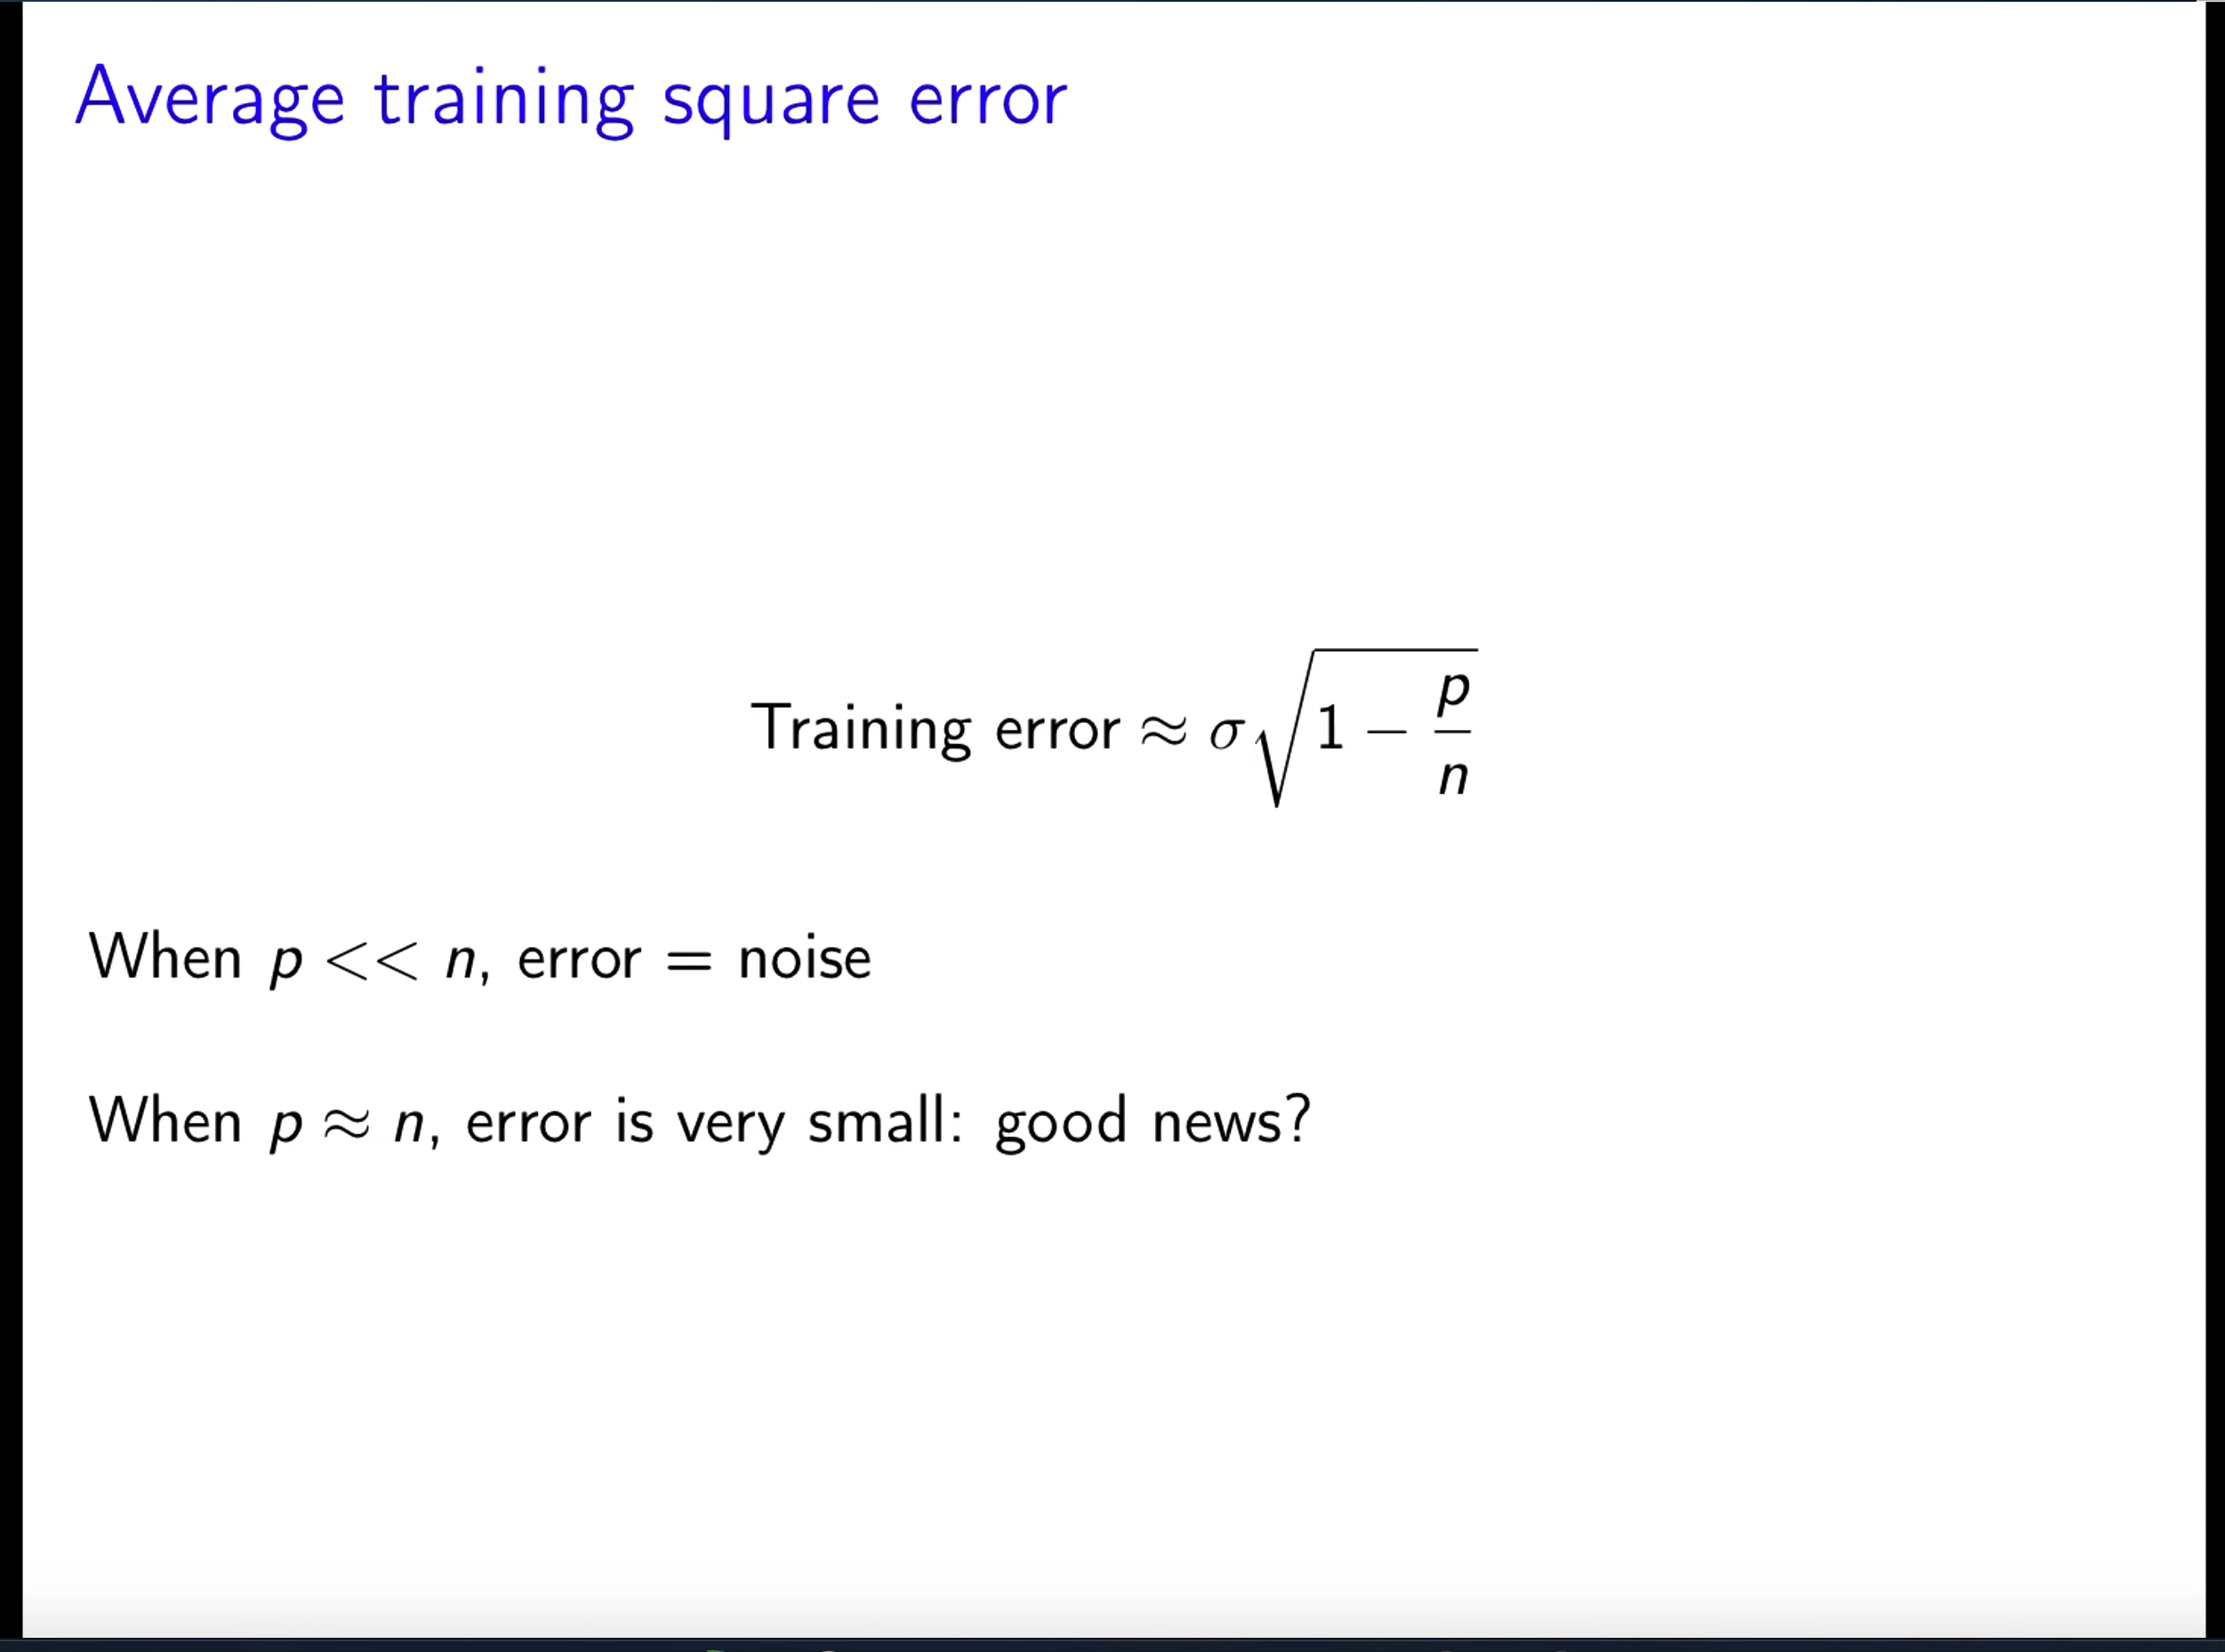 Average training square error
Training error ≈ σ√(1 − p/n)
When p << n, error = noise
When p ≈ n, error is very small: good news?